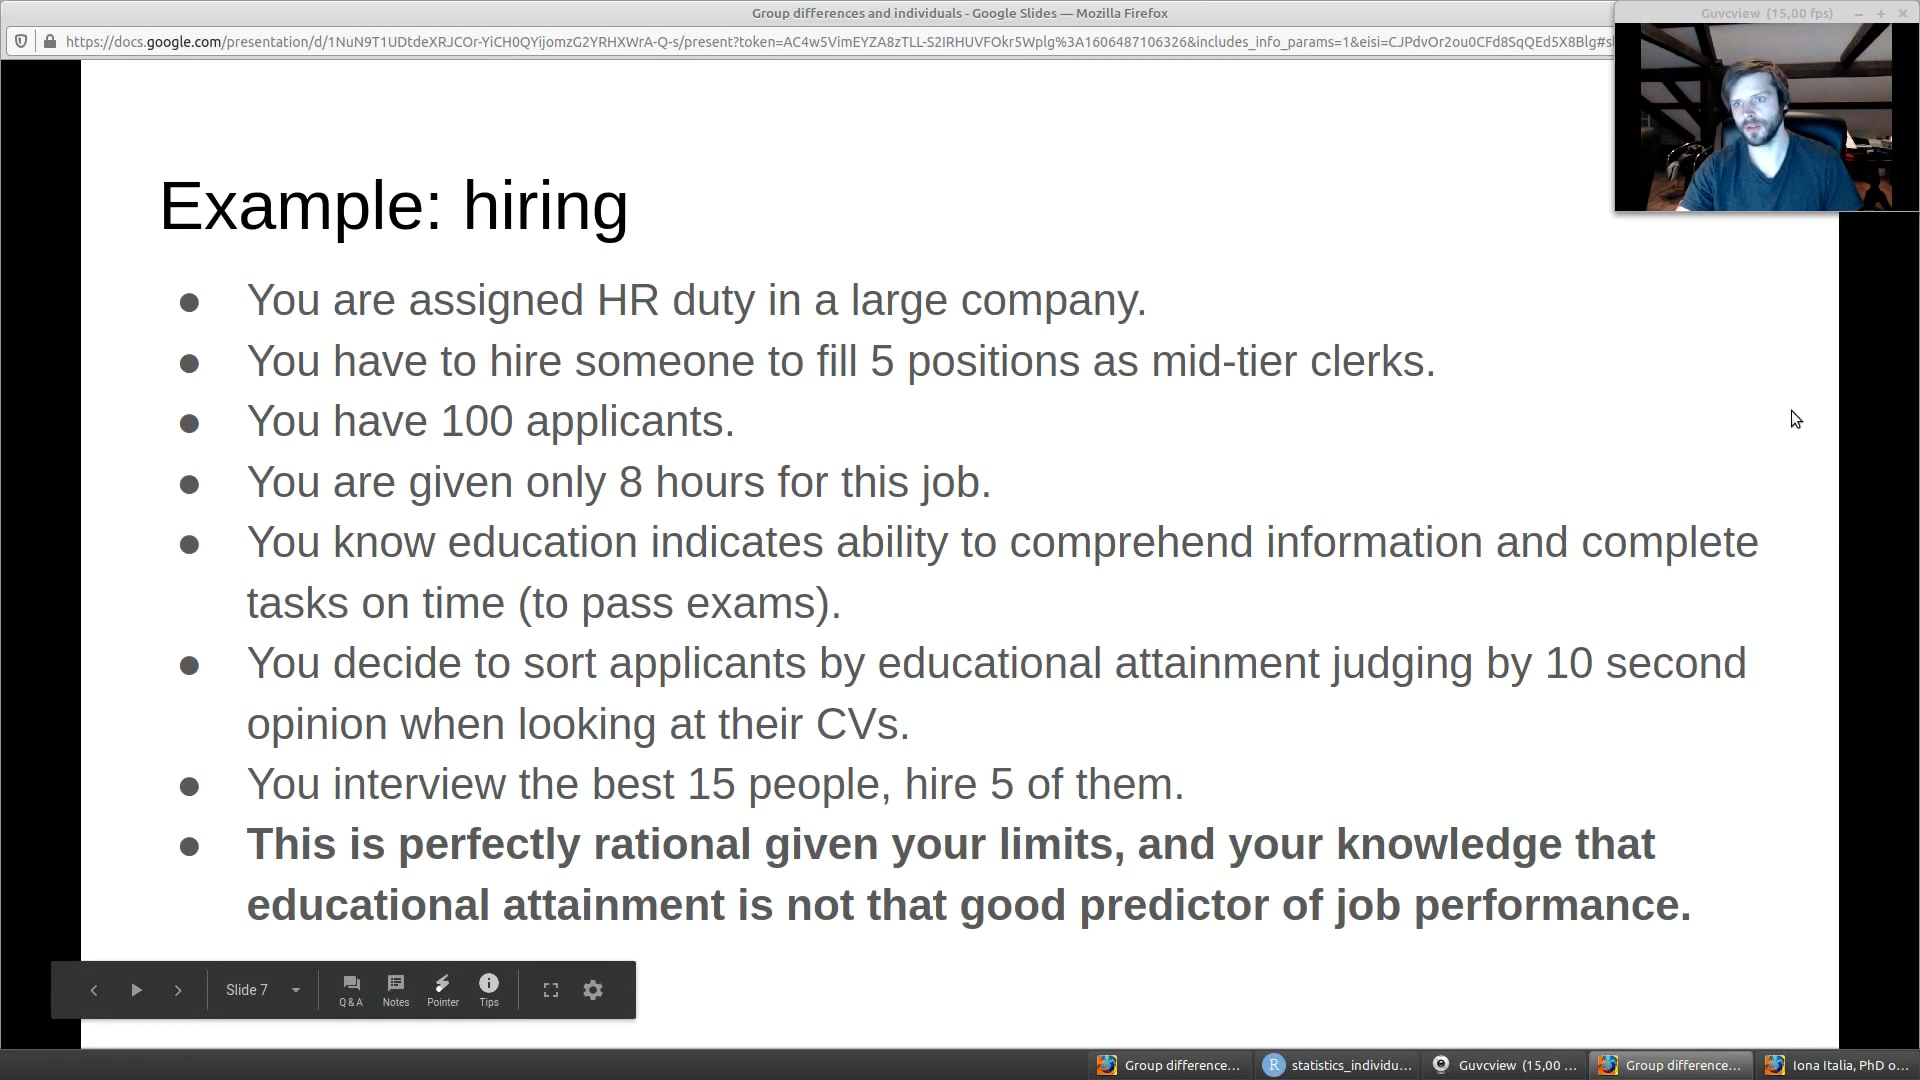 Group differences and individuals - Google Slides — Mozilla Firefox
Guvcview (15,00 fps)
https://docs.google.com/presentation/d/1NuN9T1UDtdeXRJCOr-YiCH0QYijomzG2YRHXWrA-Q-s/present?token=AC4w5VimEYZA8zTLL-S2IRHUVFOkr5Wplg%3A1606487106326&includes_info_params=1&eisi=CJPdvOr2ou0CFd8SqQEd5X8Blg#sl
Example: hiring
● You are assigned HR duty in a large company.
● You have to hire someone to fill 5 positions as mid-tier clerks.
● You have 100 applicants.
● You are given only 8 hours for this job.
● You know education indicates ability to comprehend information and complete
tasks on time (to pass exams).
● You decide to sort applicants by educational attainment judging by 10 second
opinion when looking at their CVs.
● You interview the best 15 people, hire 5 of them.
● This is perfectly rational given your limits, and your knowledge that
educational attainment is not that good predictor of job performance.
Slide 7
Q & A Notes Pointer Tips
Group difference... statistics_individu... Guvcview (15,00 ... Group difference... Iona Italia, PhD o...